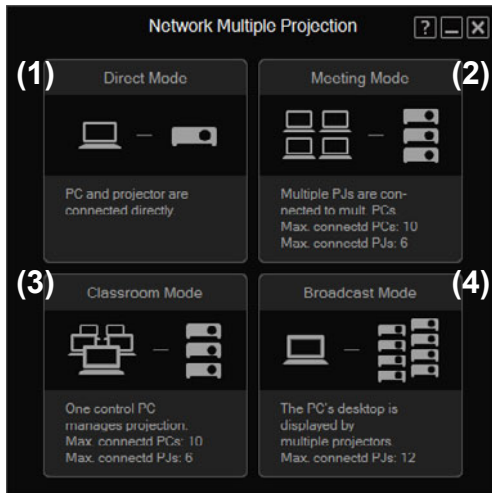 Network Multiple Projection ? _ X
(1) Direct Mode
PC and projector are
connected directly.
Meeting Mode (2)
Multiple PJs are con-
nected to mult. PCs.
Max. connectd PCs: 10
Max. connectd PJs: 6
(3) Classroom Mode
One control PC
manages projection.
Max. connectd PCs: 10
Max. connectd PJs: 6
Broadcast Mode (4)
The PC's desktop is
displayed by
multiple projectors.
Max. connectd PJs: 12